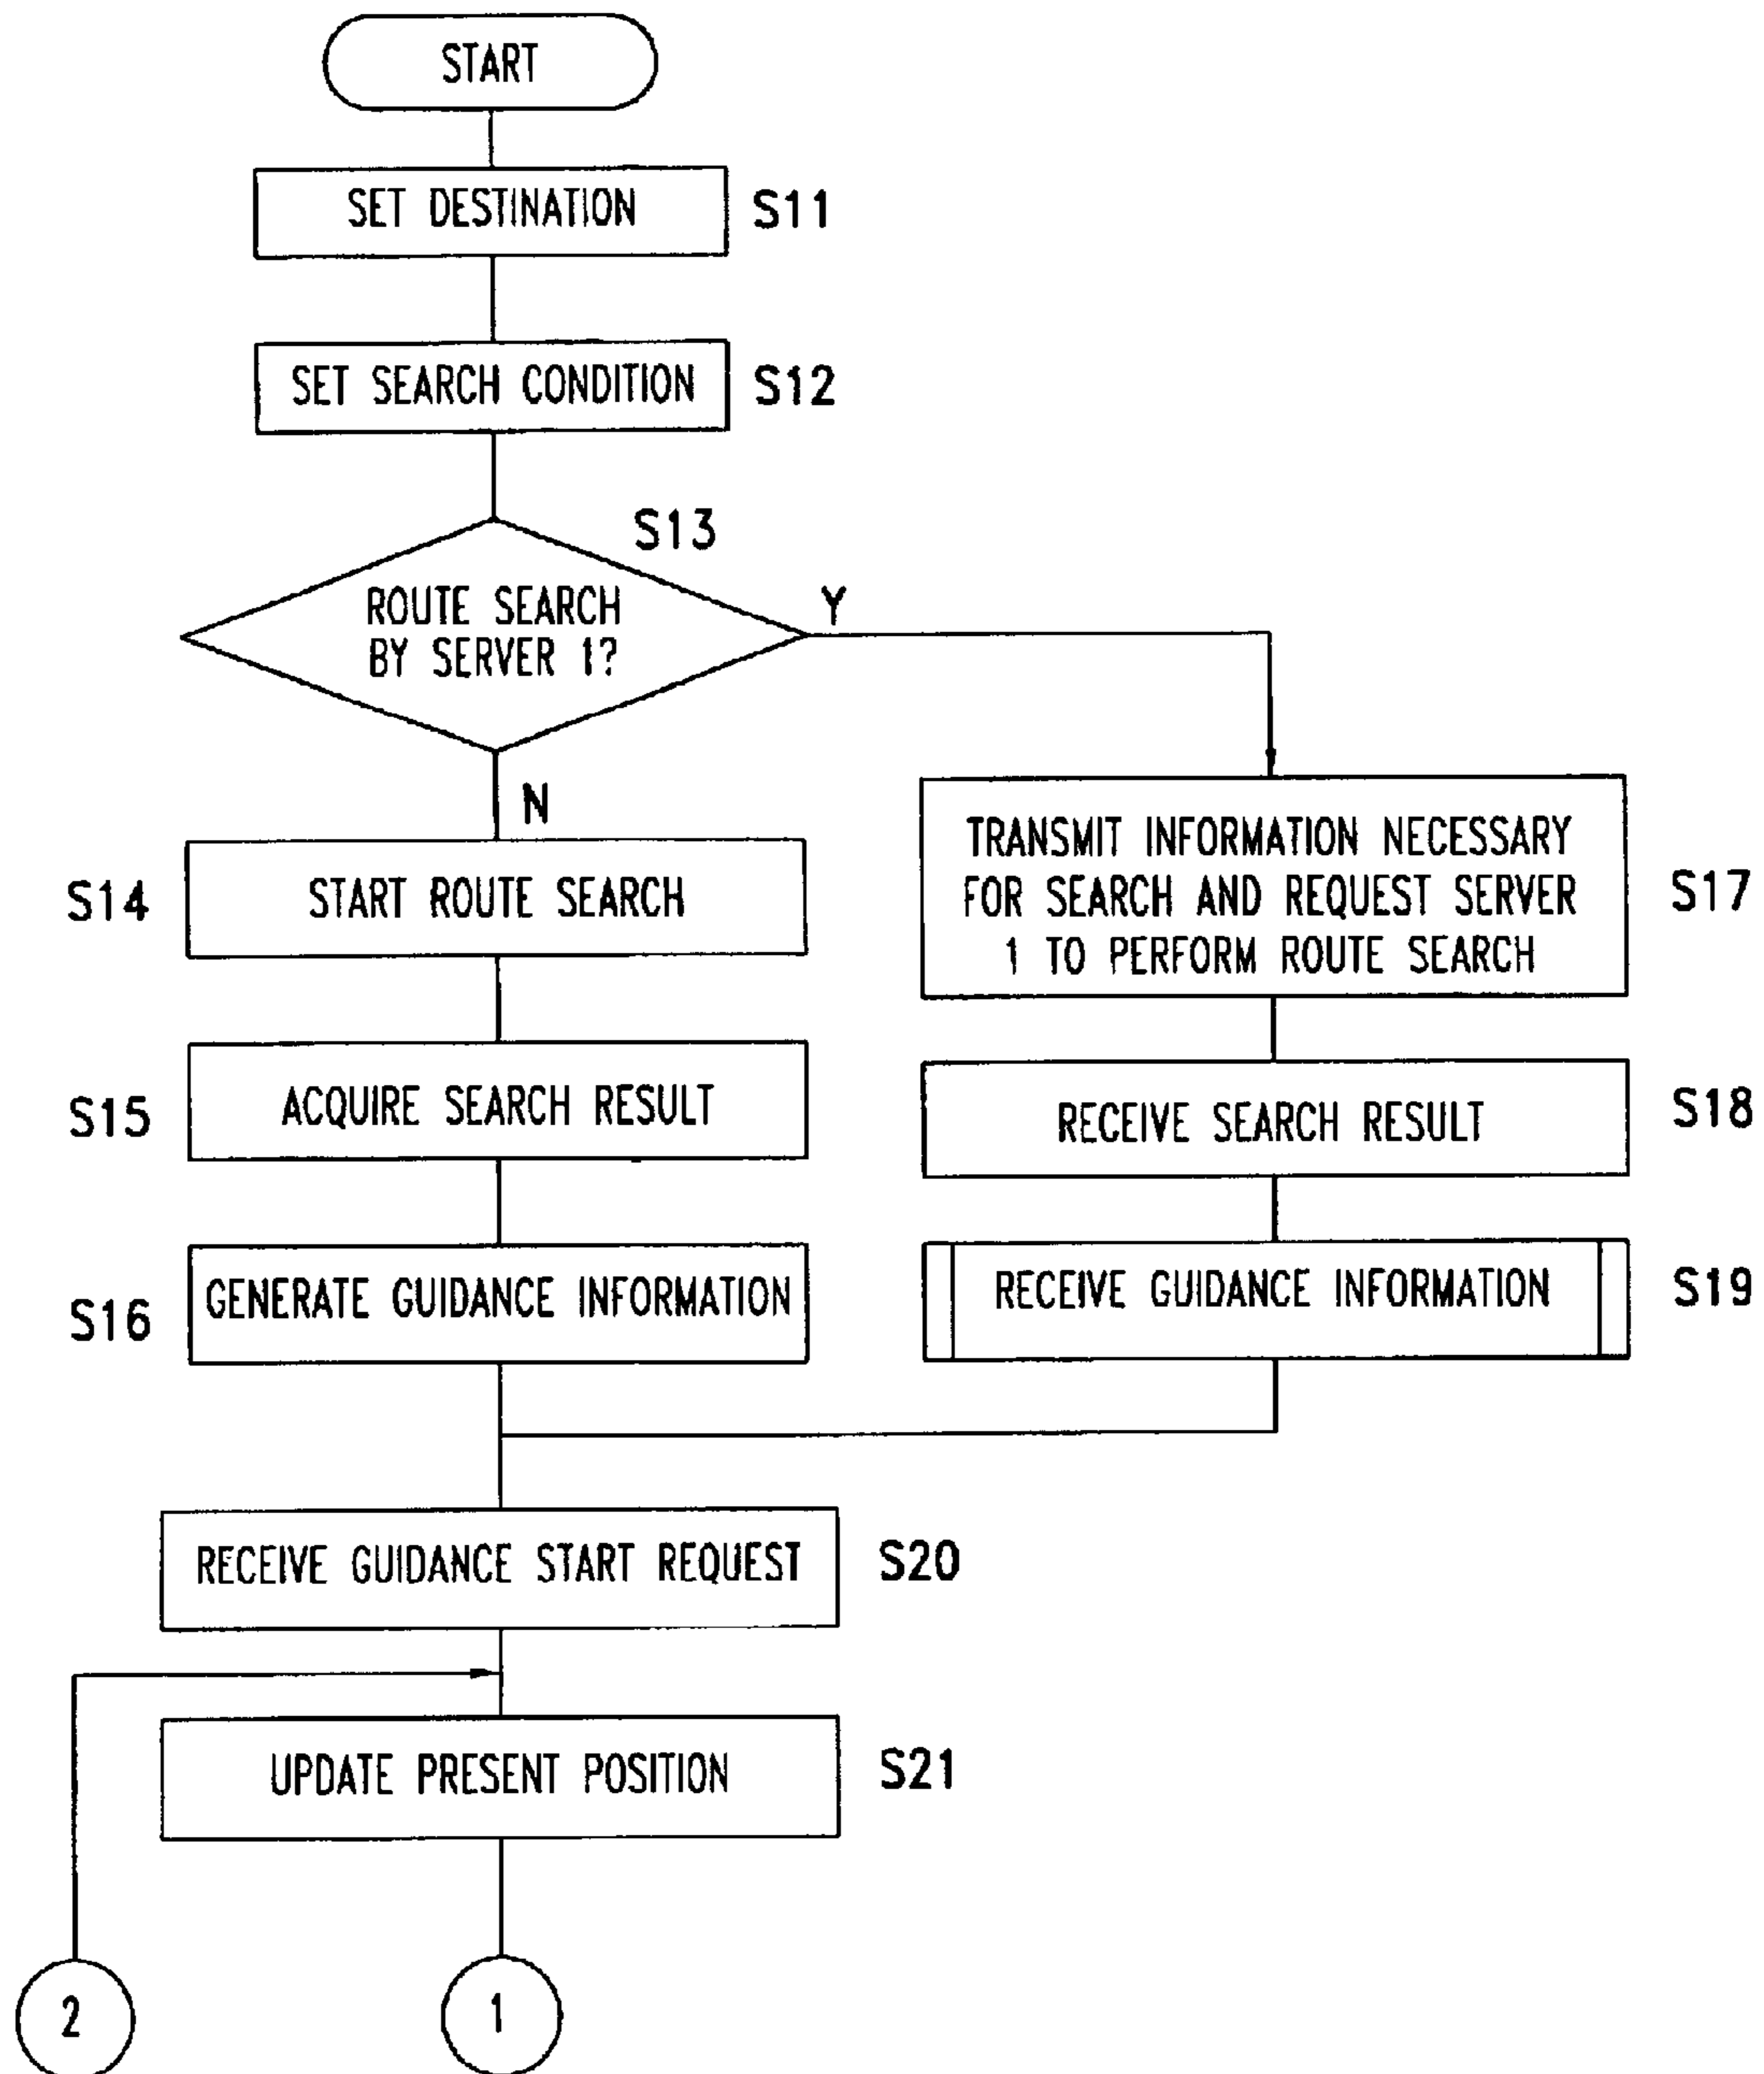 START
SET DESTINATION
S11
SET SEARCH CONDITION
S12
S13
ROUTE SEARCH
BY SERVER 1?
Y
N
S14
START ROUTE SEARCH
TRANSMIT INFORMATION NECESSARY
FOR SEARCH AND REQUEST SERVER
1 TO PERFORM ROUTE SEARCH
S17
S15
ACQUIRE SEARCH RESULT
RECEIVE SEARCH RESULT
S18
S16
GENERATE GUIDANCE INFORMATION
RECEIVE GUIDANCE INFORMATION
S19
RECEIVE GUIDANCE START REQUEST
S20
UPDATE PRESENT POSITION
S21
2
1